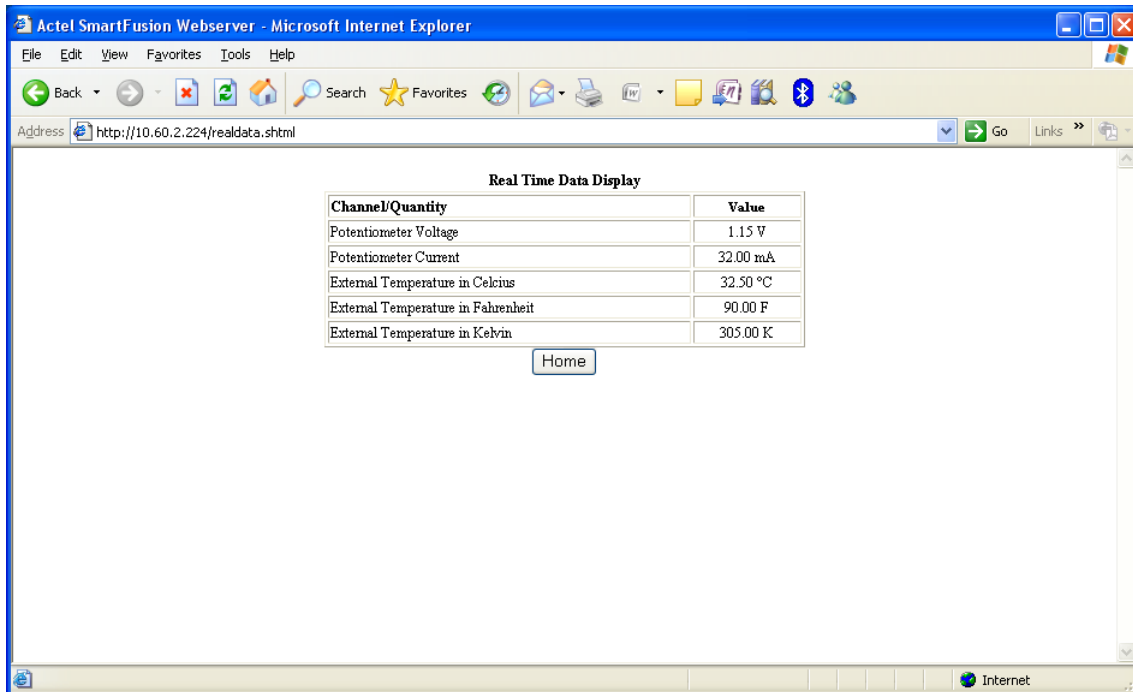 Actel SmartFusion Webserver - Microsoft Internet Explorer
File Edit View Favorites Tools Help
Back Search Favorites
Address http://10.60.2.224/realdata.shtml Go Links »
Real Time Data Display
Channel/Quantity Value
Potentiometer Voltage 1.15 V
Potentiometer Current 32.00 mA
External Temperature in Celcius 32.50 °C
External Temperature in Fahrenheit 90.00 F
External Temperature in Kelvin 305.00 K
Home
Internet